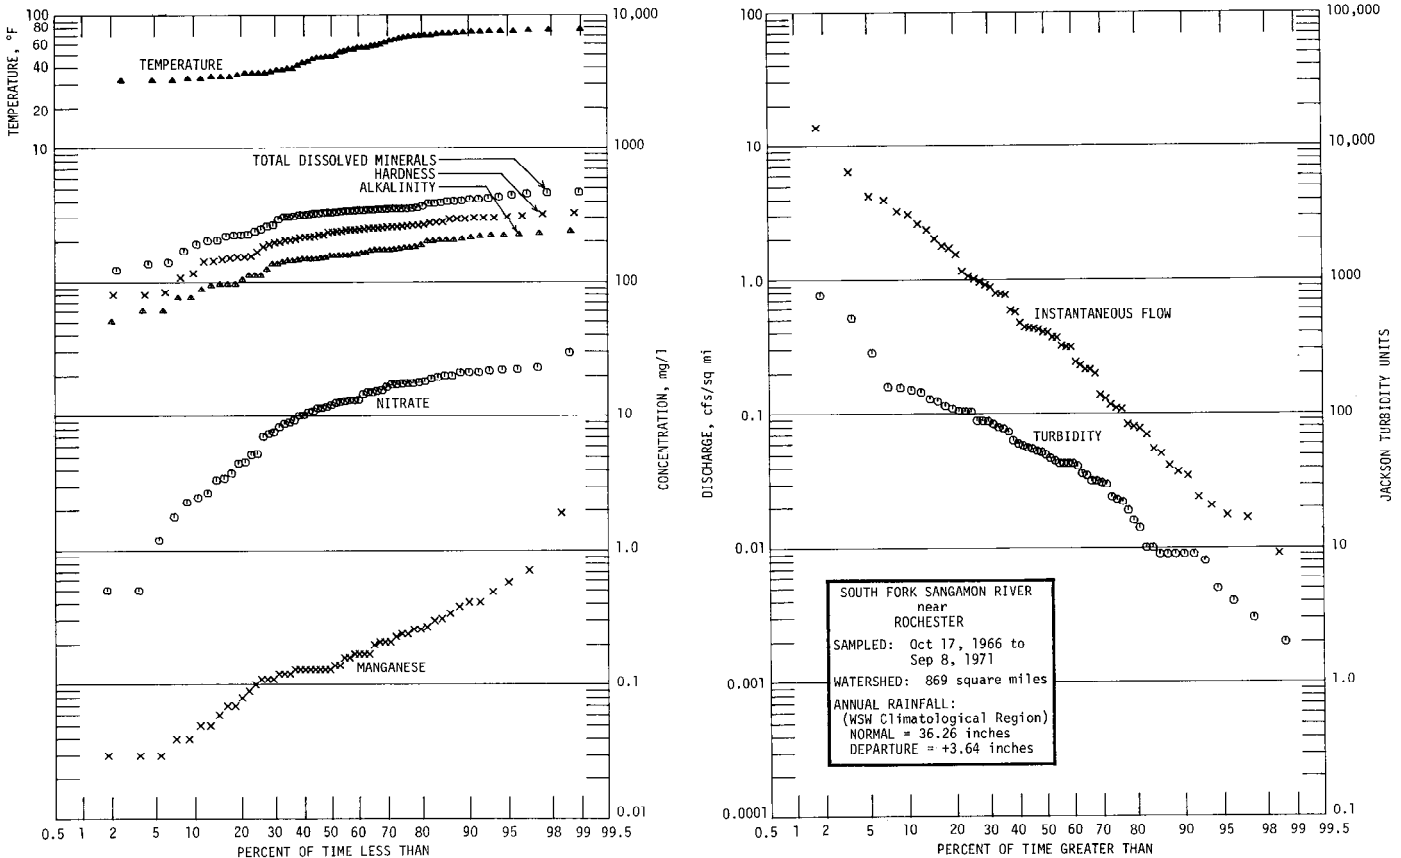 100
80
60
40
20
10
TEMPERATURE, °F
TEMPERATURE
TOTAL DISSOLVED MINERALS
HARDNESS
ALKALINITY
NITRATE
MANGANESE
10,000
1000
100
10
1.0
0.1
0.01
CONCENTRATION, mg/l
0.5 1 2 5 10 20 30 40 50 60 70 80 90 95 98 99 99.5
PERCENT OF TIME LESS THAN
100
10
1.0
0.1
0.01
0.001
0.0001
DISCHARGE, cfs/sq mi
INSTANTANEOUS FLOW
TURBIDITY
SOUTH FORK SANGAMON RIVER
near
ROCHESTER
SAMPLED: Oct 17, 1966 to
Sep 8, 1971
WATERSHED: 869 square miles
ANNUAL RAINFALL:
(WSW Climatological Region)
NORMAL = 36.26 inches
DEPARTURE = +3.64 inches
100,000
10,000
1000
100
10
1.0
0.1
JACKSON TURBIDITY UNITS
0.5 1 2 5 10 20 30 40 50 60 70 80 90 95 98 99 99.5
PERCENT OF TIME GREATER THAN